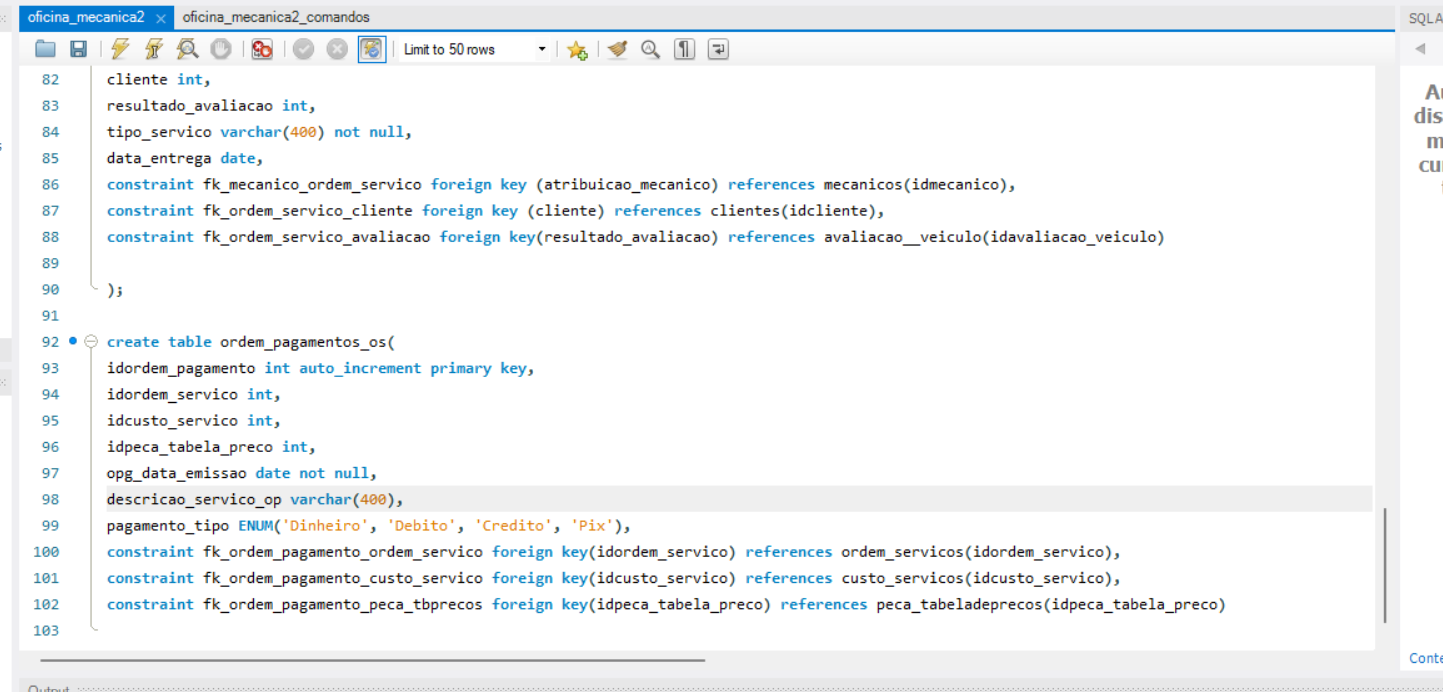 oficina_mecanica2 × oficina_mecanica2_comandos
SQLA
Limit to 50 rows
82 cliente int,
83 resultado_avaliacao int,
84 tipo_servico varchar(400) not null,
85 data_entrega date,
86 constraint fk_mecanico_ordem_servico foreign key (atribuicao_mecanico) references mecanicos(idmecanico),
87 constraint fk_ordem_servico_cliente foreign key (cliente) references clientes(idcliente),
88 constraint fk_ordem_servico_avaliacao foreign key(resultado_avaliacao) references avaliacao__veiculo(idavaliacao_veiculo)
89
90 );
91
92 create table ordem_pagamentos_os(
93 idordem_pagamento int auto_increment primary key,
94 idordem_servico int,
95 idcusto_servico int,
96 idpeca_tabela_preco int,
97 opg_data_emissao date not null,
98 descricao_servico_op varchar(400),
99 pagamento_tipo ENUM('Dinheiro', 'Debito', 'Credito', 'Pix'),
100 constraint fk_ordem_pagamento_ordem_servico foreign key(idordem_servico) references ordem_servicos(idordem_servico),
101 constraint fk_ordem_pagamento_custo_servico foreign key(idcusto_servico) references custo_servicos(idcusto_servico),
102 constraint fk_ordem_pagamento_peca_tbprecos foreign key(idpeca_tabela_preco) references peca_tabeladeprecos(idpeca_tabela_preco)
103
dis
m
cu
Conte
Output